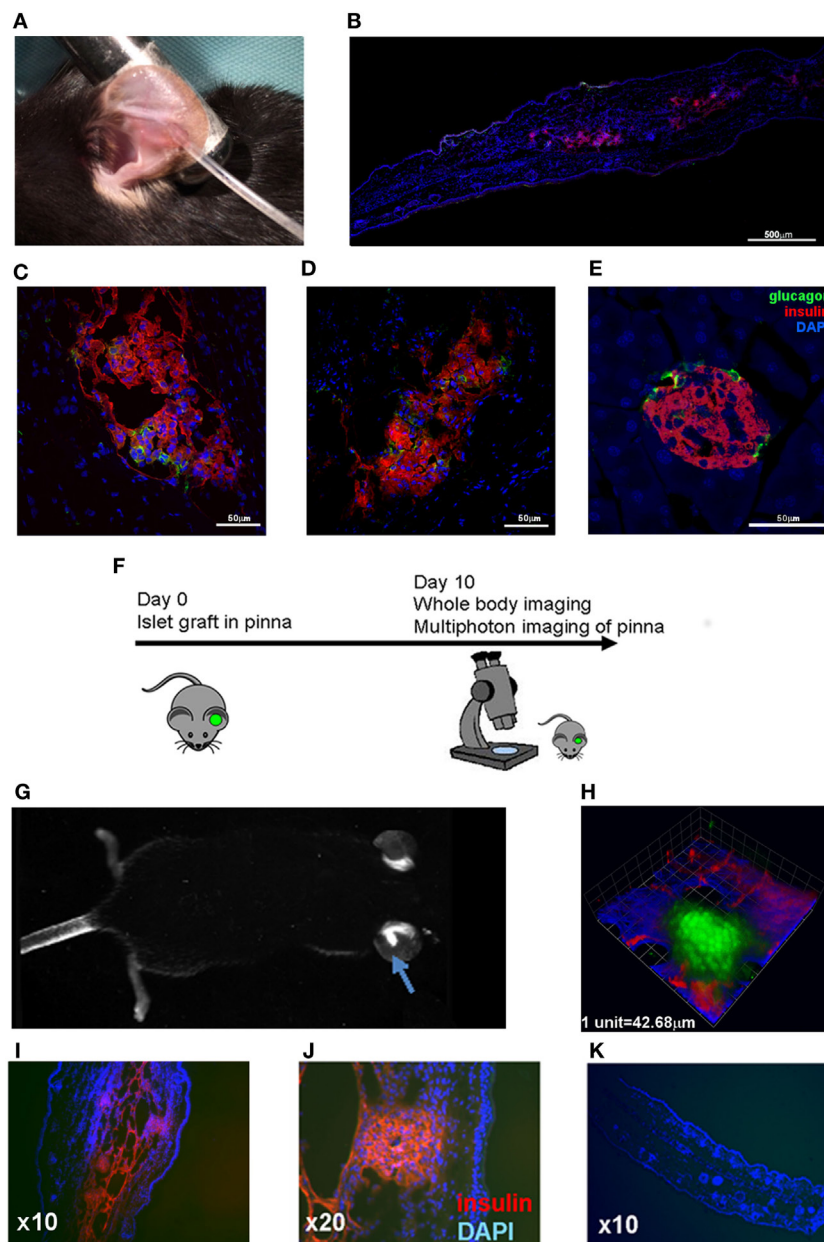 A
B
500µm
C
D
E
glucagon
insulin
DAPI
50µm
50µm
50µm
F
Day 0
Islet graft in pinna
Day 10
Whole body imaging
Multiphoton imaging of pinna
G
H
1 unit=42.68µm
I
J
K
x10
x20
insulin
DAPI
x10